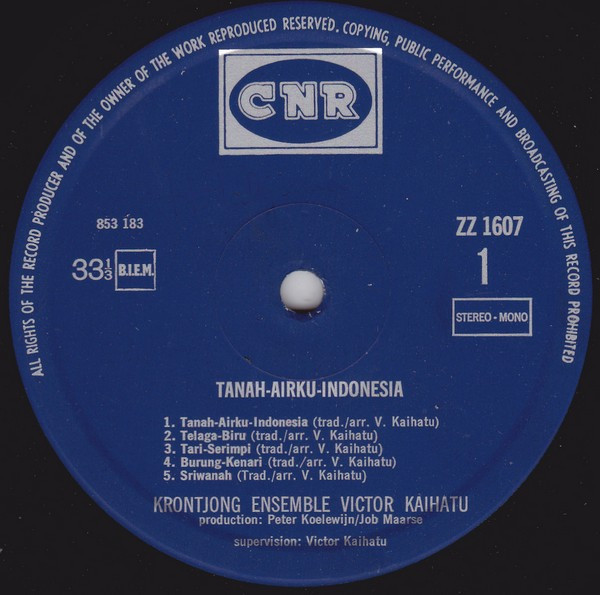 ALL RIGHTS OF THE RECORD PRODUCER AND OF THE OWNER OF THE WORK REPRODUCED RESERVED. COPYING, PUBLIC PERFORMANCE AND BROADCASTING OF THIS RECORD PROHIBITED
CNR
853 183
ZZ 1607
33⅓ B.I.E.M.
1
STEREO - MONO
TANAH-AIRKU-INDONESIA
1. Tanah-Airku-Indonesia (trad./arr. V. Kaihatu)
2. Telaga-Biru (trad./arr. V. Kaihatu)
3. Tari-Serimpi (trad./arr. V. Kaihatu)
4. Burung-Kenari (trad./arr. V. Kaihatu)
5. Sriwanah (Trad./arr. V. Kaihatu)
KRONTJONG ENSEMBLE VICTOR KAIHATU
production: Peter Koelewijn/Job Maarse
supervision: Victor Kaihatu